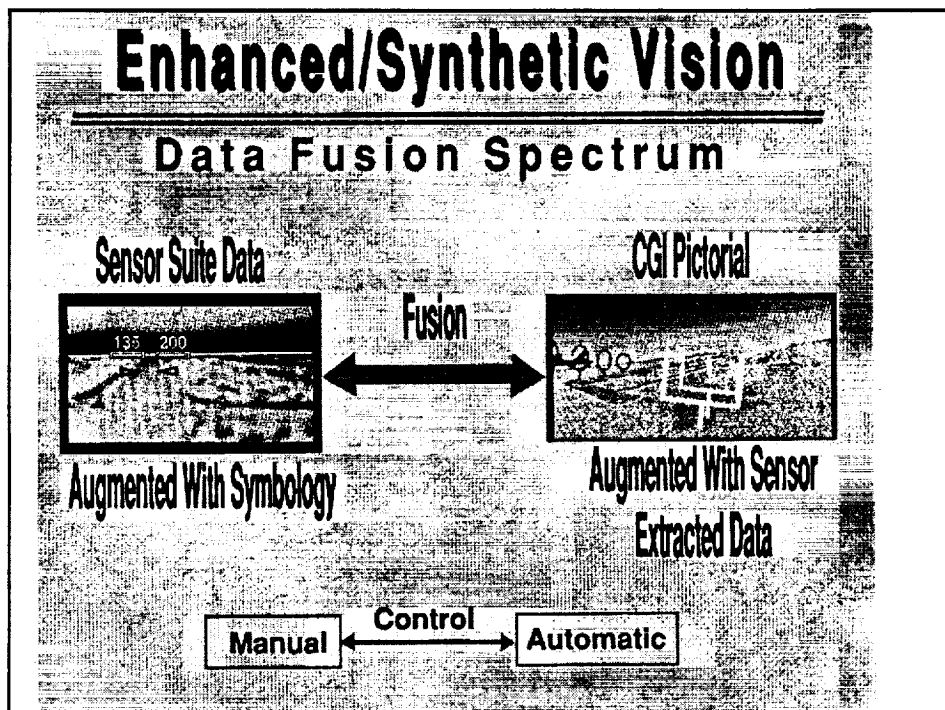 Enhanced/Synthetic Vision
Data Fusion Spectrum
Sensor Suite Data
CGI Pictorial
Fusion
135 200
Augmented With Symbology
Augmented With Sensor
Extracted Data
Control
Manual
Automatic